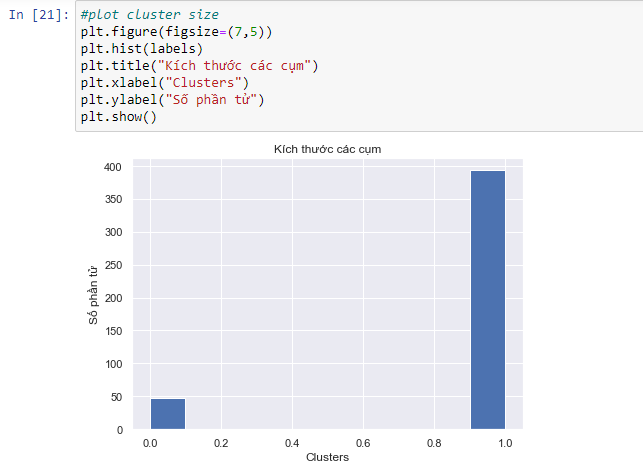 In [21]: #plot cluster size
plt.figure(figsize=(7,5))
plt.hist(labels)
plt.title("Kích thước các cụm")
plt.xlabel("Clusters")
plt.ylabel("Số phần tử")
plt.show()
Kích thước các cụm
400
350
300
250
200
150
100
50
0
Số phần tử
0.0 0.2 0.4 0.6 0.8 1.0
Clusters